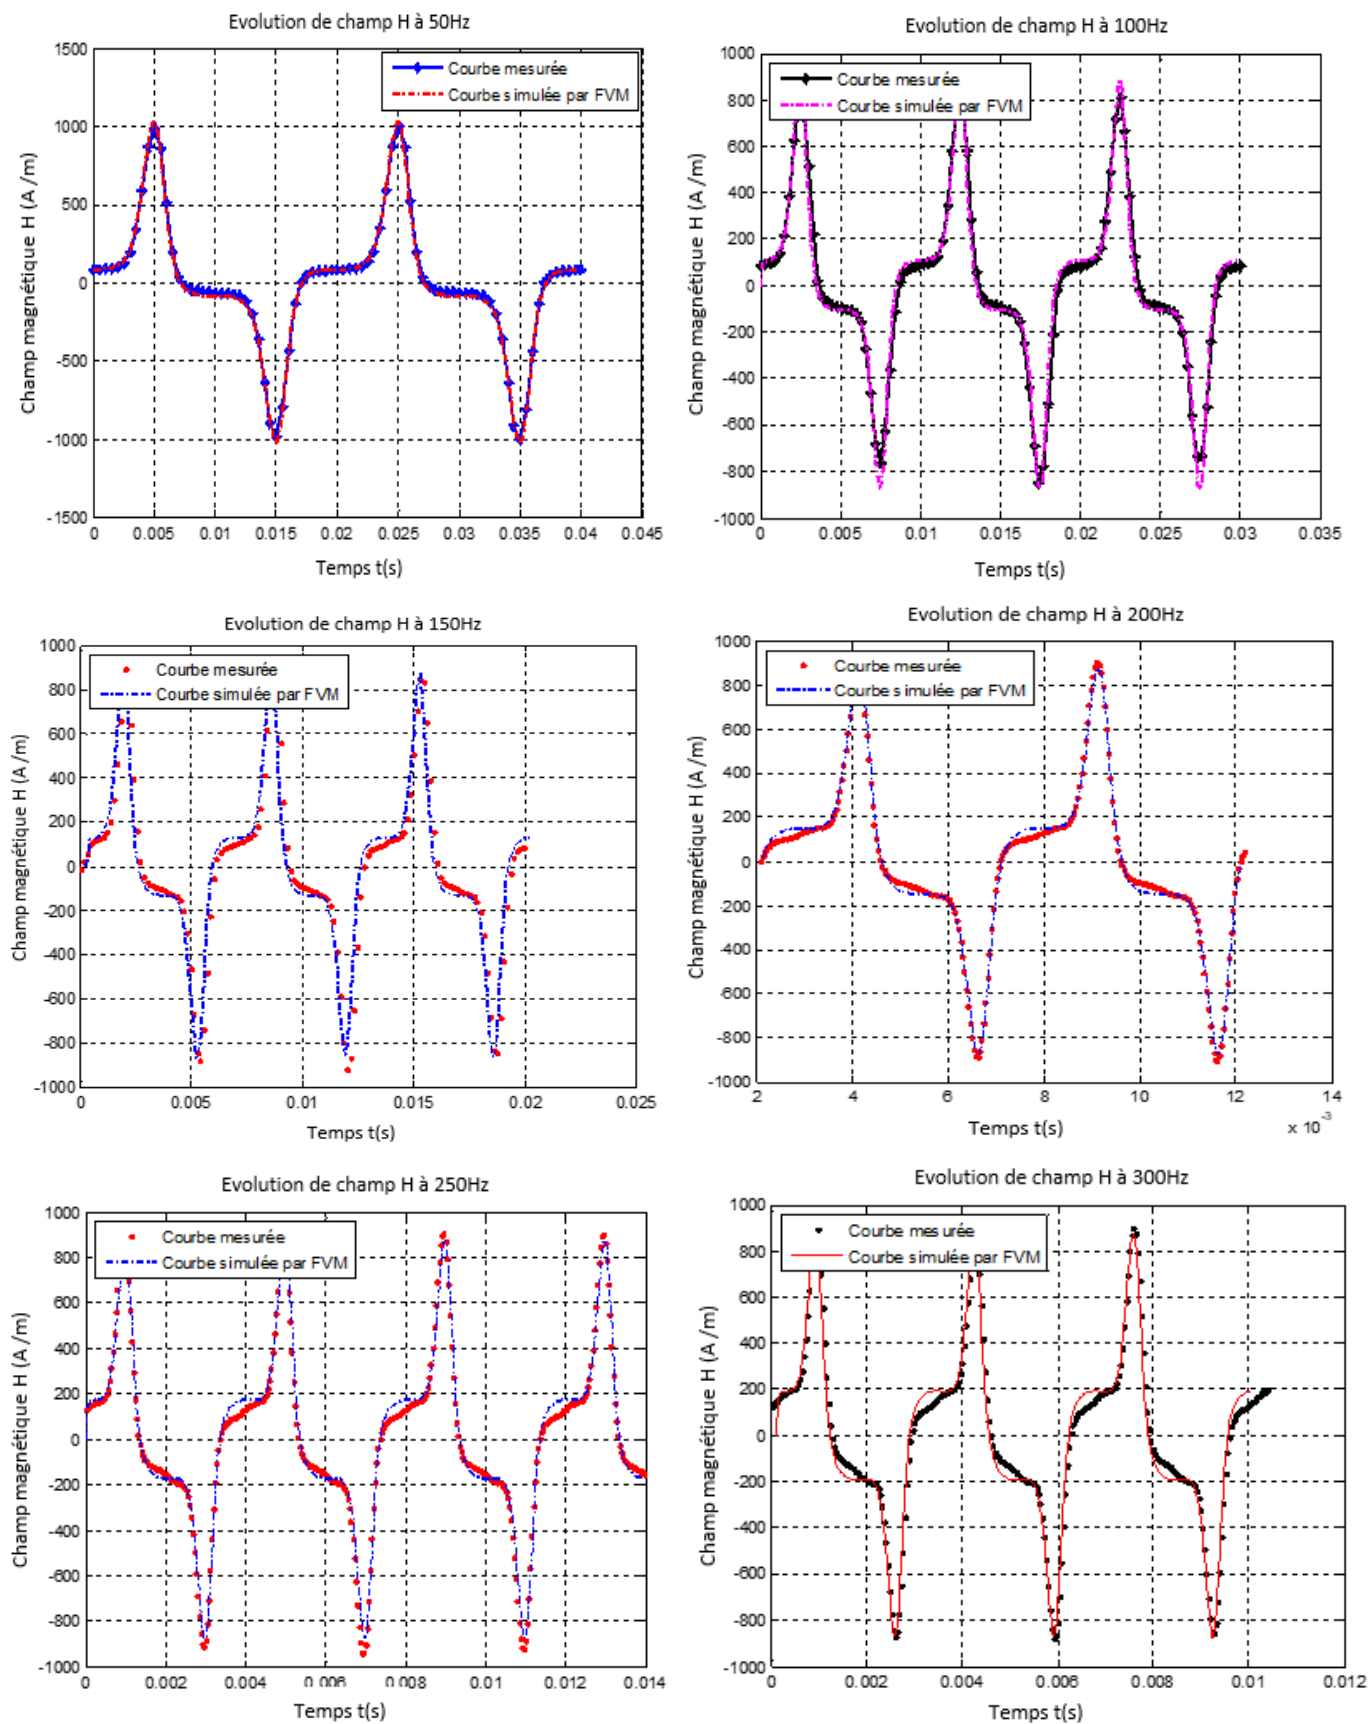 Evolution de champ H à 50Hz
1500
1000
500
0
-500
-1000
-1500
Champ magnétique H (A /m)
Courbe mesurée
Courbe simulée par FVM
0 0.005 0.01 0.015 0.02 0.025 0.03 0.035 0.04 0.045
Temps t(s)
Evolution de champ H à 100Hz
1000
800
600
400
200
0
-200
-400
-600
-800
-1000
Champ magnétique H (A /m)
Courbe mesurée
Courbe simulée par FVM
0 0.005 0.01 0.015 0.02 0.025 0.03 0.035
Temps t(s)
Evolution de champ H à 150Hz
1000
800
600
400
200
0
-200
-400
-600
-800
-1000
Champ magnétique H (A /m)
Courbe mesurée
Courbe simulée par FVM
0 0.005 0.01 0.015 0.02 0.025
Temps t(s)
Evolution de champ H à 200Hz
1000
800
600
400
200
0
-200
-400
-600
-800
-1000
Champ magnétique H (A /m)
Courbe mesurée
Courbe simulée par FVM
2 4 6 8 10 12 14
x 10⁻³
Temps t(s)
Evolution de champ H à 250Hz
1000
800
600
400
200
0
-200
-400
-600
-800
-1000
Champ magnétique H (A /m)
Courbe mesurée
Courbe simulée par FVM
0 0.002 0.004 0.006 0.008 0.01 0.012 0.014
Temps t(s)
Evolution de champ H à 300Hz
1000
800
600
400
200
0
-200
-400
-600
-800
-1000
Champ magnétique H (A /m)
Courbe mesurée
Courbe simulée par FVM
0 0.002 0.004 0.006 0.008 0.01 0.012
Temps t(s)